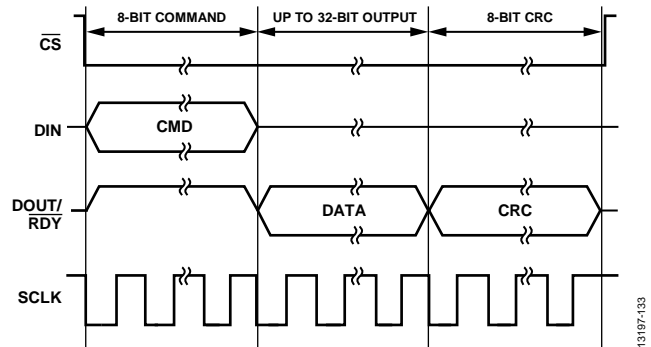 8-BIT COMMAND UP TO 32-BIT OUTPUT 8-BIT CRC
CS
DIN
CMD
DOUT/
RDY
DATA
CRC
SCLK
13197-133